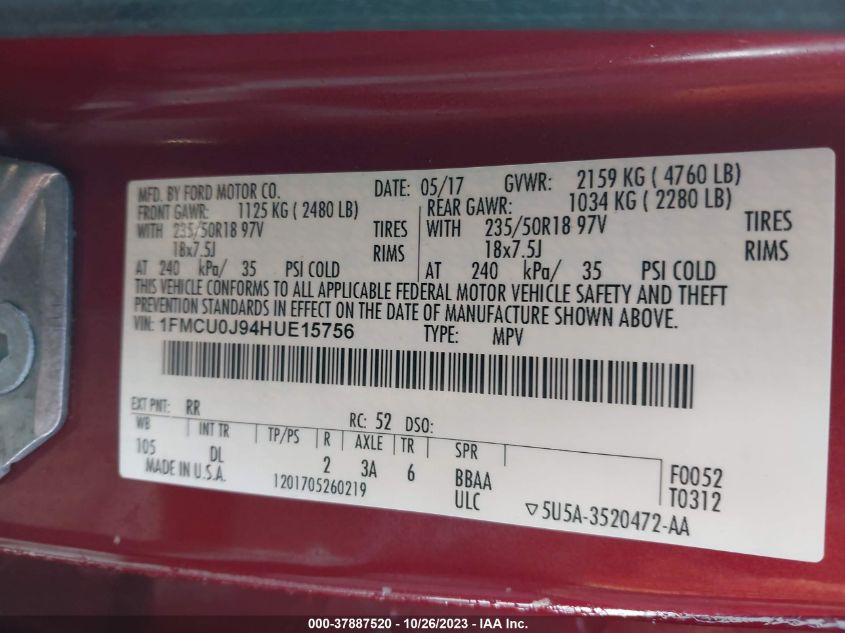 MFD. BY FORD MOTOR CO. DATE: 05/17 GVWR: 2159 KG ( 4760 LB)
FRONT GAWR: 1125 KG ( 2480 LB) REAR GAWR: 1034 KG ( 2280 LB)
WITH 235/50R18 97V TIRES WITH 235/50R18 97V TIRES
18x7.5J RIMS 18x7.5J RIMS
AT 240 kPa/ 35 PSI COLD AT 240 kPa/ 35 PSI COLD
THIS VEHICLE CONFORMS TO ALL APPLICABLE FEDERAL MOTOR VEHICLE SAFETY AND THEFT
PREVENTION STANDARDS IN EFFECT ON THE DATE OF MANUFACTURE SHOWN ABOVE.
VIN: 1FMCU0J94HUE15756 TYPE: MPV
EXT PNT: RR RC: 52 DSO:
WB INT TR TP/PS R AXLE TR SPR
105 DL 2 3A 6 BBAA F0052
MADE IN U.S.A. 1201705260219 ULC T0312
▽5U5A-3520472-AA
000-37887520 - 10/26/2023 - IAA Inc.